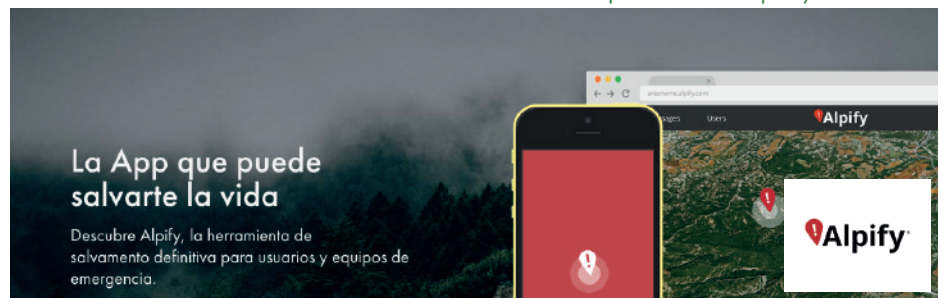 La App que puede
salvarte la vida
Descubre Alpify, la herramienta de
salvamento definitiva para usuarios y equipos de
emergencia.
Users
Alpify
Alpify